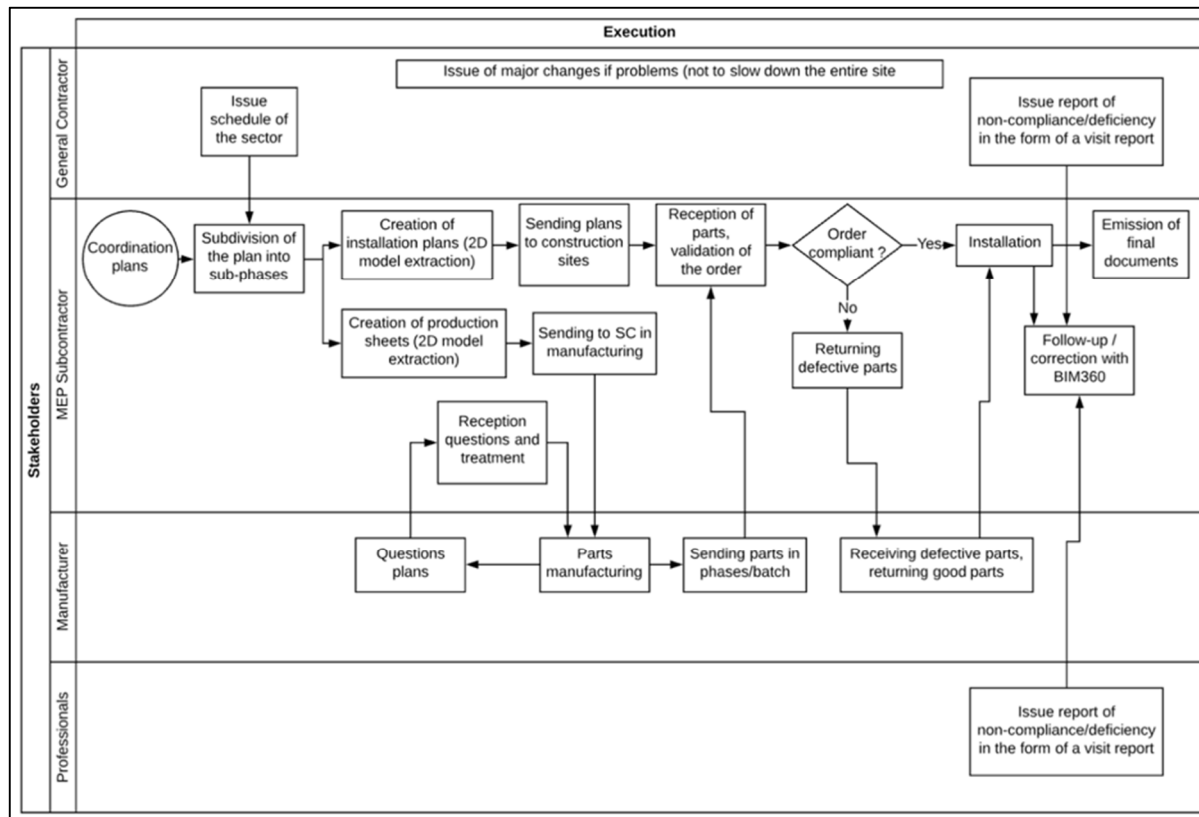 Execution
Stakeholders
General Contractor
Issue of major changes if problems (not to slow down the entire site
Issue
schedule of
the sector
Issue report of
non-compliance/deficiency
in the form of a visit report
MEP Subcontractor
Coordination
plans
Subdivision of
the plan into
sub-phases
Creation of
installation plans (2D
model extraction)
Sending plans
to construction
sites
Reception of
parts,
validation of
the order
Order
compliant ?
Yes
Installation
Emission of
final
documents
No
Creation of production
sheets (2D model
extraction)
Sending to SC in
manufacturing
Returning
defective parts
Follow-up /
correction with
BIM360
Reception
questions and
treatment
Manufacturer
Questions
plans
Parts
manufacturing
Sending parts in
phases/batch
Receiving defective parts,
returning good parts
Professionals
Issue report of
non-compliance/deficiency
in the form of a visit report